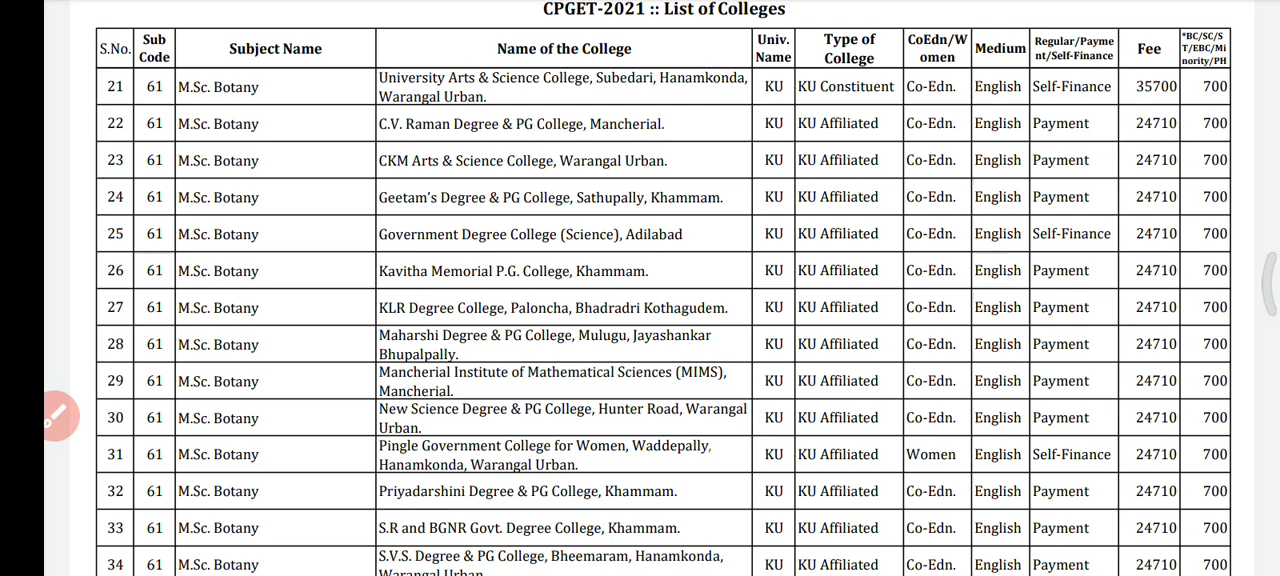 CPGET-2021 :: List of Colleges
S.No. Sub Code Subject Name Name of the College Univ. Name Type of College CoEdn/W omen Medium Regular/Payme nt/Self-Finance Fee *BC/SC/S T/EBC/Mi nority/PH
21 61 M.Sc. Botany University Arts & Science College, Subedari, Hanamkonda, Warangal Urban. KU KU Constituent Co-Edn. English Self-Finance 35700 700
22 61 M.Sc. Botany C.V. Raman Degree & PG College, Mancherial. KU KU Affiliated Co-Edn. English Payment 24710 700
23 61 M.Sc. Botany CKM Arts & Science College, Warangal Urban. KU KU Affiliated Co-Edn. English Payment 24710 700
24 61 M.Sc. Botany Geetam's Degree & PG College, Sathupally, Khammam. KU KU Affiliated Co-Edn. English Payment 24710 700
25 61 M.Sc. Botany Government Degree College (Science), Adilabad KU KU Affiliated Co-Edn. English Self-Finance 24710 700
26 61 M.Sc. Botany Kavitha Memorial P.G. College, Khammam. KU KU Affiliated Co-Edn. English Payment 24710 700
27 61 M.Sc. Botany KLR Degree College, Paloncha, Bhadradri Kothagudem. KU KU Affiliated Co-Edn. English Payment 24710 700
28 61 M.Sc. Botany Maharshi Degree & PG College, Mulugu, Jayashankar Bhupalpally. KU KU Affiliated Co-Edn. English Payment 24710 700
29 61 M.Sc. Botany Mancherial Institute of Mathematical Sciences (MIMS), Mancherial. KU KU Affiliated Co-Edn. English Payment 24710 700
30 61 M.Sc. Botany New Science Degree & PG College, Hunter Road, Warangal Urban. KU KU Affiliated Co-Edn. English Payment 24710 700
31 61 M.Sc. Botany Pingle Government College for Women, Waddepally, Hanamkonda, Warangal Urban. KU KU Affiliated Women English Self-Finance 24710 700
32 61 M.Sc. Botany Priyadarshini Degree & PG College, Khammam. KU KU Affiliated Co-Edn. English Payment 24710 700
33 61 M.Sc. Botany S.R and BGNR Govt. Degree College, Khammam. KU KU Affiliated Co-Edn. English Payment 24710 700
34 61 M.Sc. Botany S.V.S. Degree & PG College, Bheemaram, Hanamkonda, Warangal Urban. KU KU Affiliated Co-Edn. English Payment 24710 700